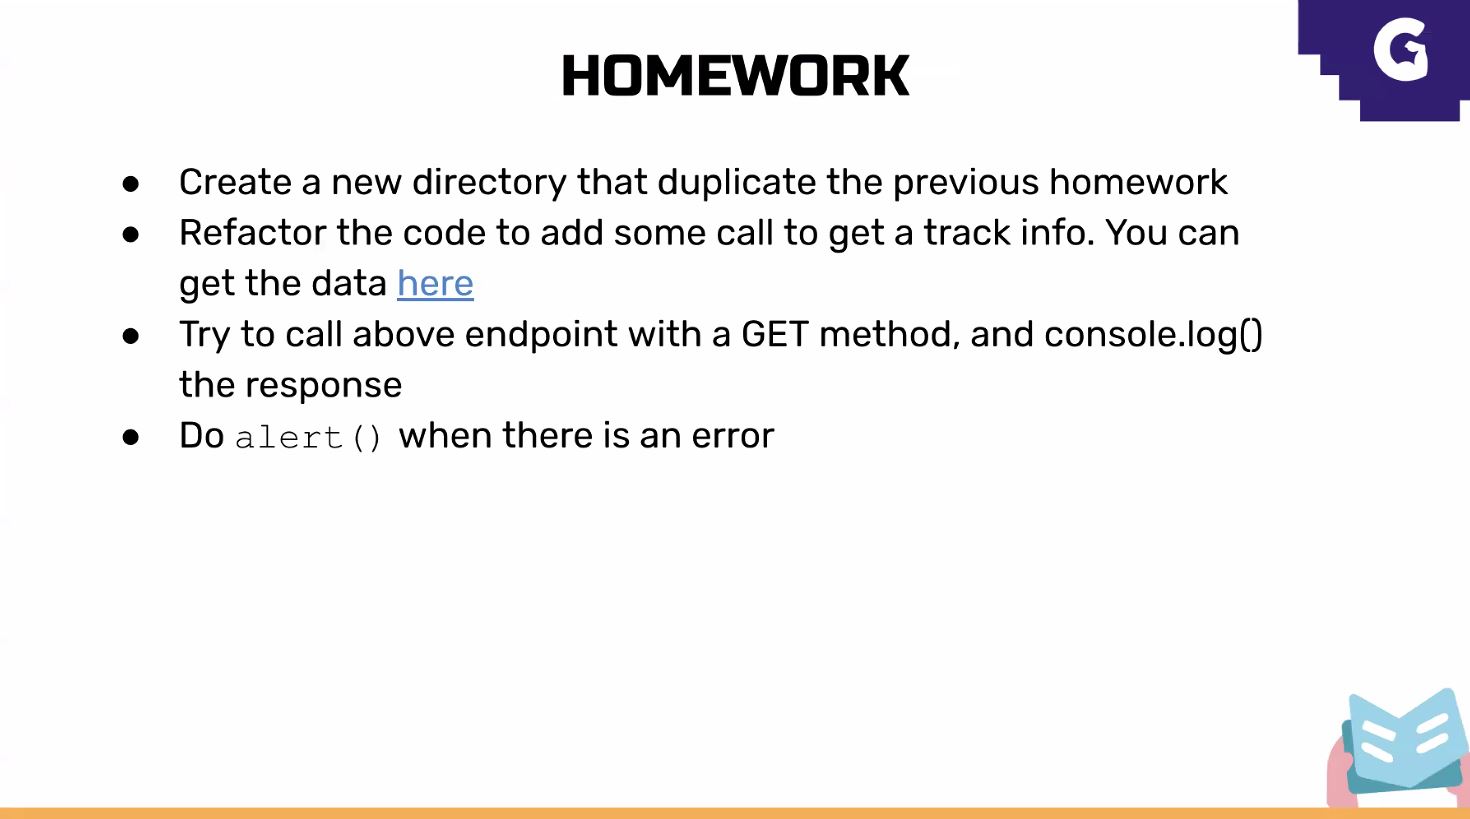 G
HOMEWORK
● Create a new directory that duplicate the previous homework
● Refactor the code to add some call to get a track info. You can
get the data here
● Try to call above endpoint with a GET method, and console.log()
the response
● Do alert() when there is an error